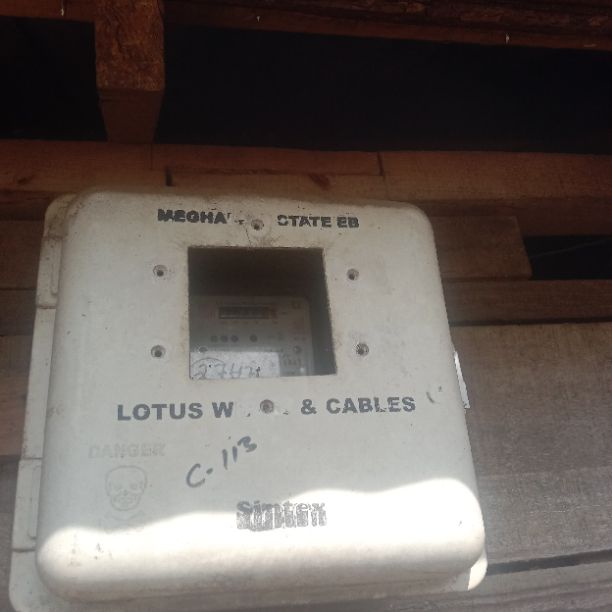 MEGHA STATE EB
LOTUS W & CABLES
DANGER
C-113
Sintex